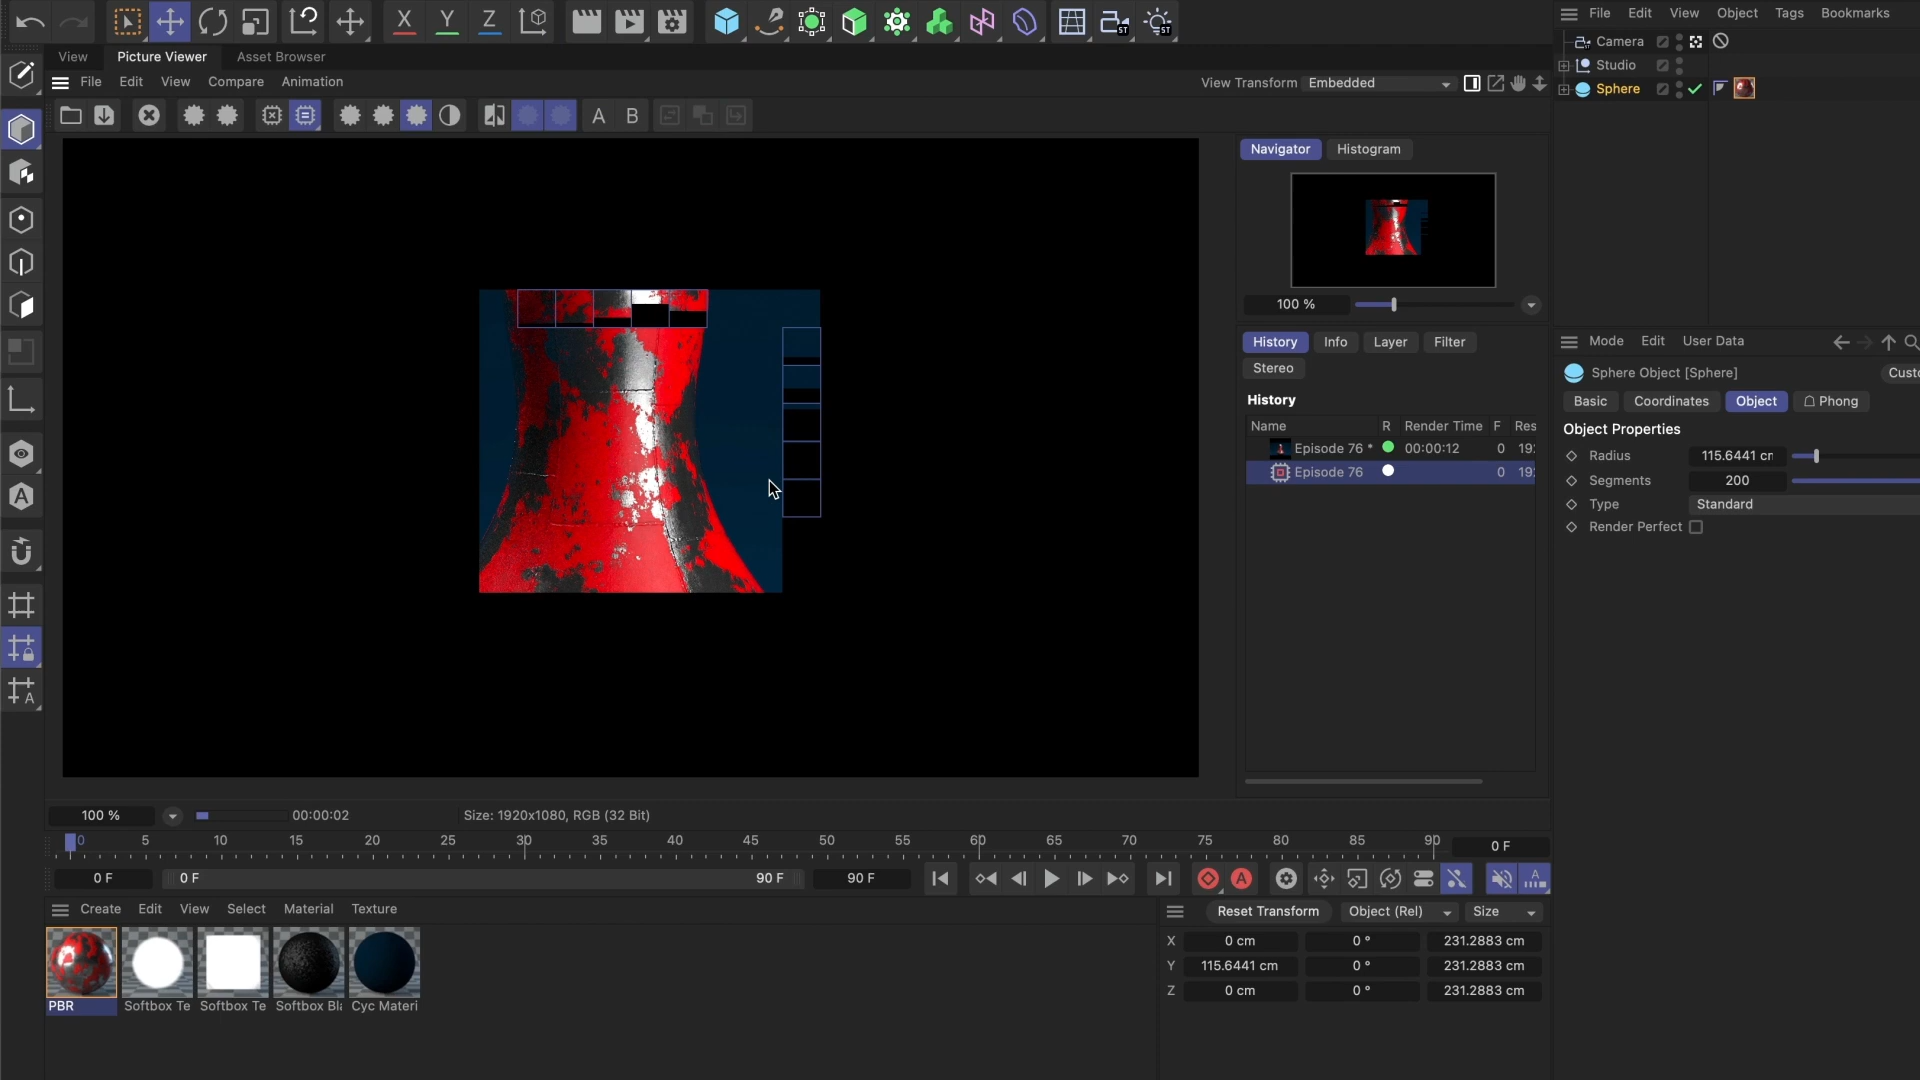 X Y Z
ST ST
File Edit View Object Tags Bookmarks
View Picture Viewer Asset Browser
Camera
Studio
Sphere
File Edit View Compare Animation
View Transform Embedded
A B
Navigator Histogram
100 %
History Info Layer Filter
Stereo
History
Name R Render Time F Res
Episode 76 * 00:00:12 0 19
Episode 76 0 19
Mode Edit User Data
Sphere Object [Sphere] Custo
Basic Coordinates Object Phong
Object Properties
Radius 115.6441 cr
Segments 200
Type Standard
Render Perfect
100 % 00:00:02 Size: 1920x1080, RGB (32 Bit)
0 5 10 15 20 25 30 35 40 45 50 55 60 65 70 75 80 85 90 0 F
0 F 0 F 90 F 90 F
Create Edit View Select Material Texture
Reset Transform Object (Rel) Size
X 0 cm 0 ° 231.2883 cm
Y 115.6441 cm 0 ° 231.2883 cm
Z 0 cm 0 ° 231.2883 cm
PBR Softbox Te Softbox Te Softbox Bl Cyc Materi